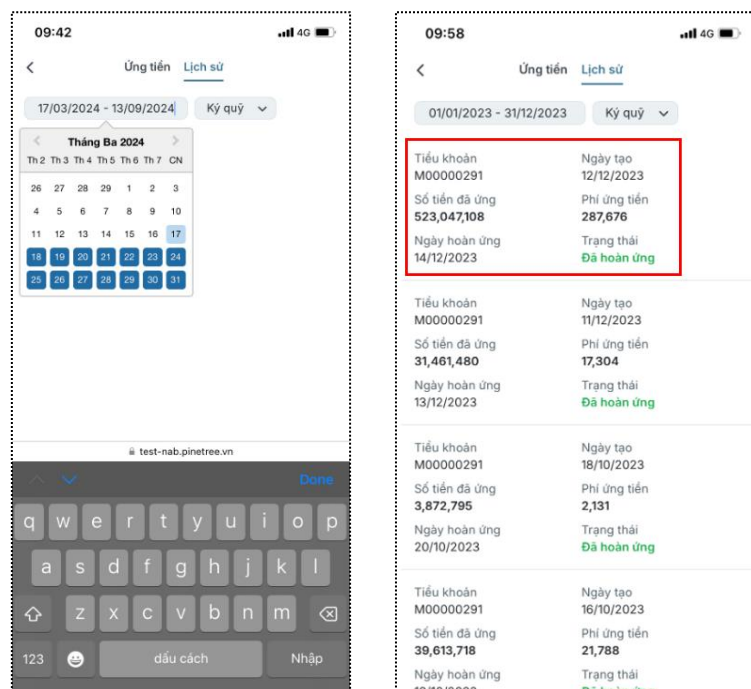 09:42
4G
Ứng tiền Lịch sử
17/03/2024 - 13/09/2024 Ký quỹ
Tháng Ba 2024
Th 2 Th 3 Th 4 Th 5 Th 6 Th 7 CN
26 27 28 29 1 2 3
4 5 6 7 8 9 10
11 12 13 14 15 16 17
18 19 20 21 22 23 24
25 26 27 28 29 30 31
test-nab.pinetree.vn
Done
q w e r t y u i o p
a s d f g h j k l
z x c v b n m
123 dấu cách Nhập
09:58
4G
Ứng tiền Lịch sử
01/01/2023 - 31/12/2023 Ký quỹ
Tiểu khoản Ngày tạo
M00000291 12/12/2023
Số tiền đã ứng Phí ứng tiền
523,047,108 287,676
Ngày hoàn ứng Trạng thái
14/12/2023 Đã hoàn ứng
Tiểu khoản Ngày tạo
M00000291 11/12/2023
Số tiền đã ứng Phí ứng tiền
31,461,480 17,304
Ngày hoàn ứng Trạng thái
13/12/2023 Đã hoàn ứng
Tiểu khoản Ngày tạo
M00000291 18/10/2023
Số tiền đã ứng Phí ứng tiền
3,872,795 2,131
Ngày hoàn ứng Trạng thái
20/10/2023 Đã hoàn ứng
Tiểu khoản Ngày tạo
M00000291 16/10/2023
Số tiền đã ứng Phí ứng tiền
39,613,718 21,788
Ngày hoàn ứng Trạng thái